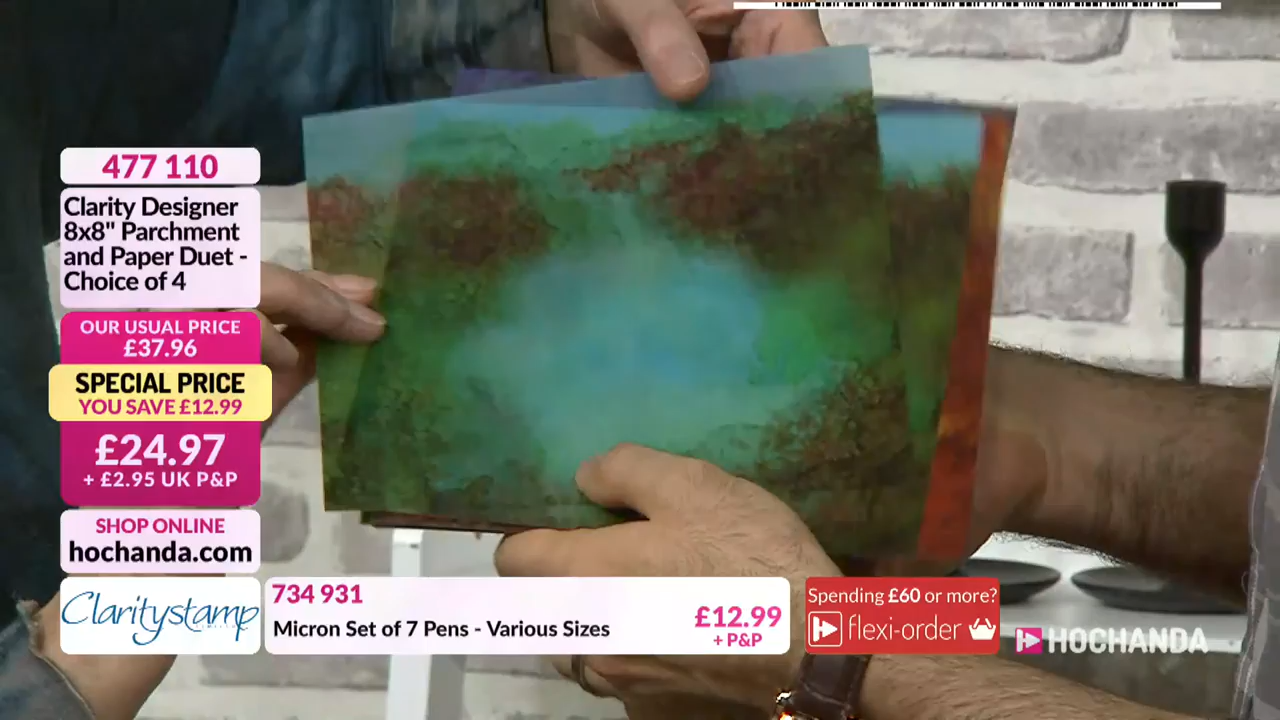 477 110
Clarity Designer
8x8" Parchment
and Paper Duet -
Choice of 4
OUR USUAL PRICE
£37.96
SPECIAL PRICE
YOU SAVE £12.99
£24.97
+ £2.95 UK P&P
SHOP ONLINE
hochanda.com
Claritystamp
734 931
Micron Set of 7 Pens - Various Sizes
£12.99
+ P&P
Spending £60 or more?
flexi-order
HOCHANDA